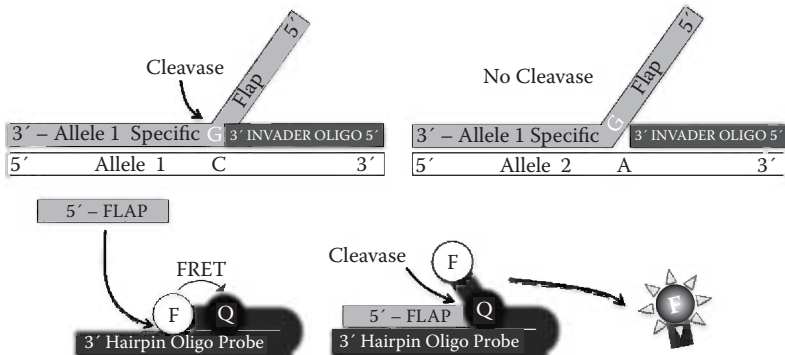 5´
Flap
Cleavase
3´ – Allele 1 Specific G 3´ INVADER OLIGO 5´
5´ Allele 1 C 3´
5´
Flap
No Cleavase
G
3´ – Allele 1 Specific 3´ INVADER OLIGO 5´
5´ Allele 2 A 3´
5´ – FLAP
FRET
F Q
3´ Hairpin Oligo Probe
Cleavase
F
Q
5´ – FLAP
3´ Hairpin Oligo Probe
F